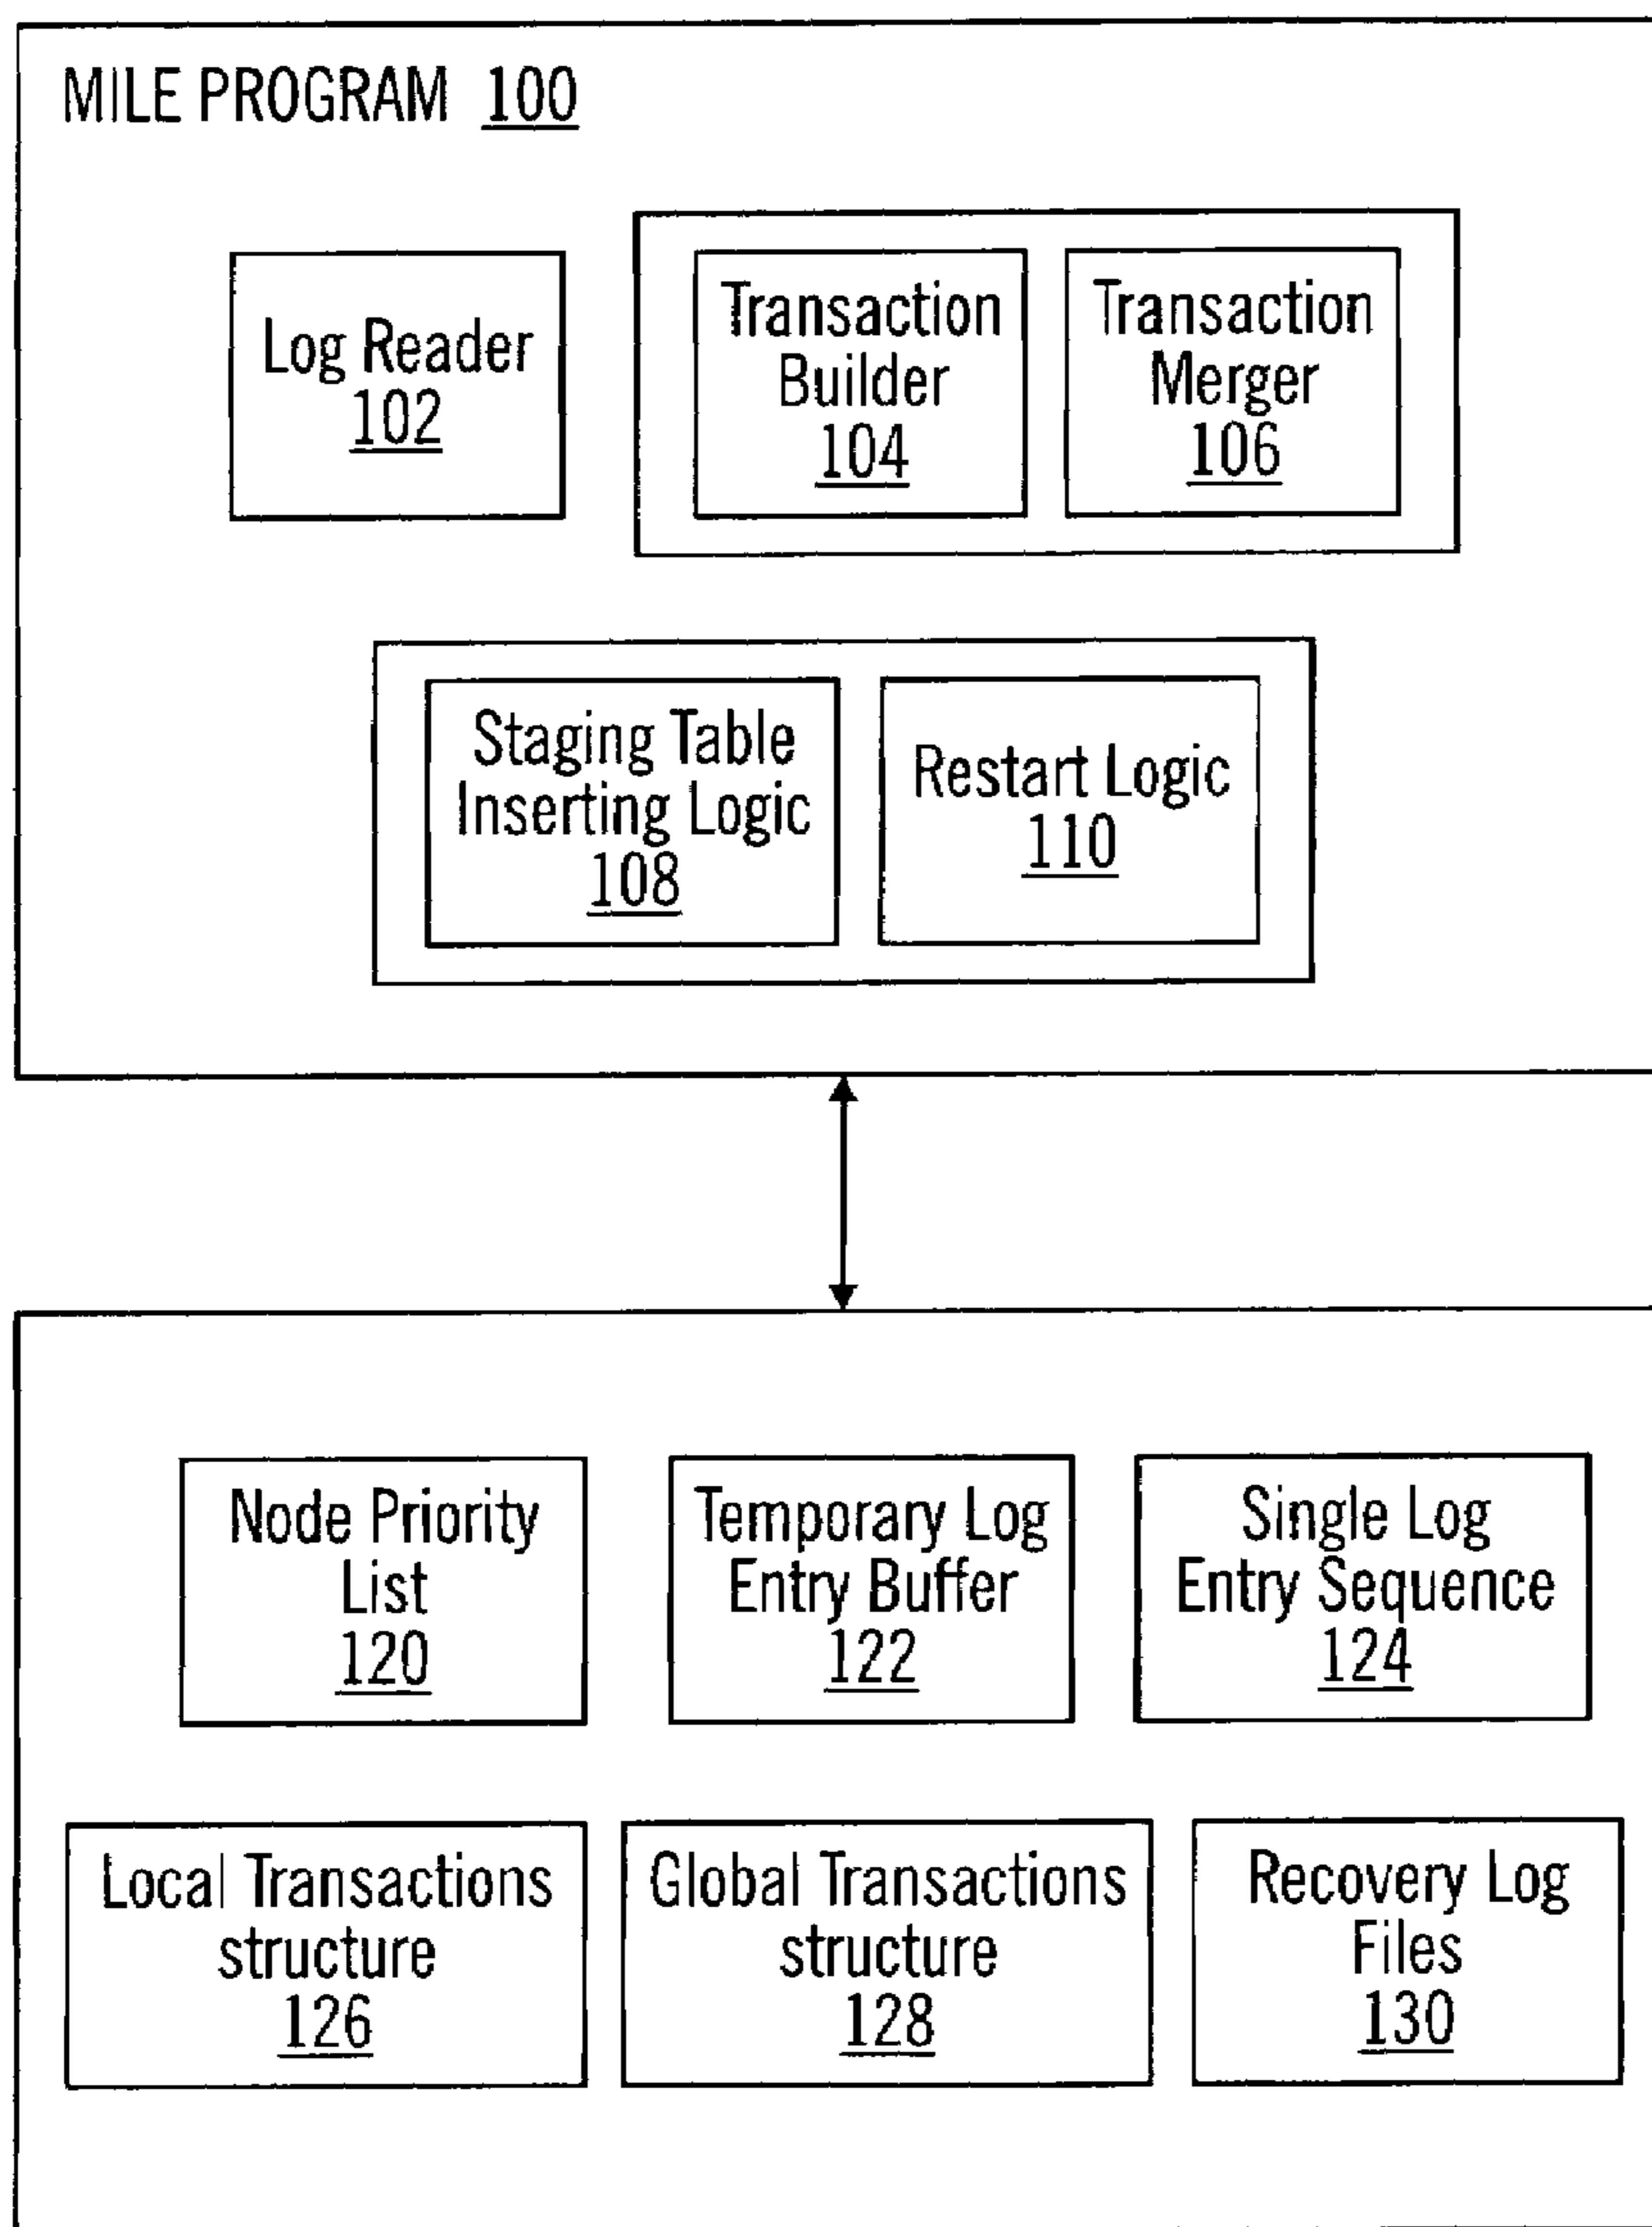 MILE PROGRAM 100
Log Reader
102
Transaction
Builder
104
Transaction
Merger
106
Staging Table
Inserting Logic
108
Restart Logic
110
Node Priority
List
120
Temporary Log
Entry Buffer
122
Single Log
Entry Sequence
124
Local Transactions
structure
126
Global Transactions
structure
128
Recovery Log
Files
130